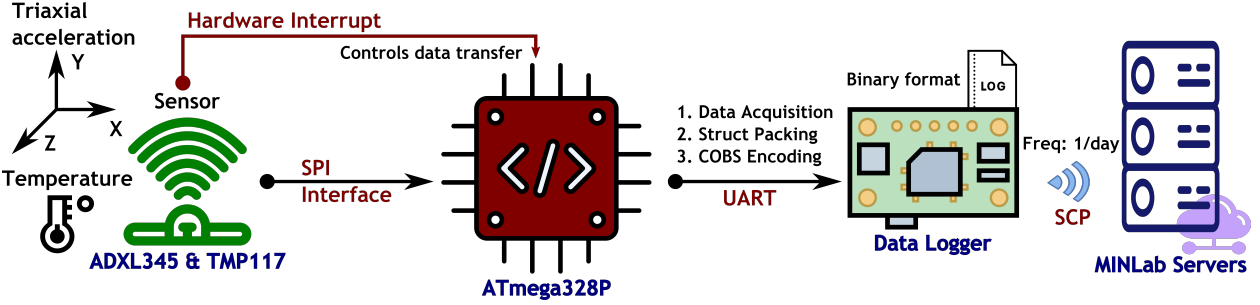 Triaxial
acceleration
Y
X
Z
Temperature
Hardware Interrupt
Controls data transfer
Sensor
ADXL345 & TMP117
SPI
Interface
</>
ATmega328P
1. Data Acquisition
2. Struct Packing
3. COBS Encoding
UART
Binary format
LOG
Data Logger
Freq: 1/day
SCP
MINLab Servers